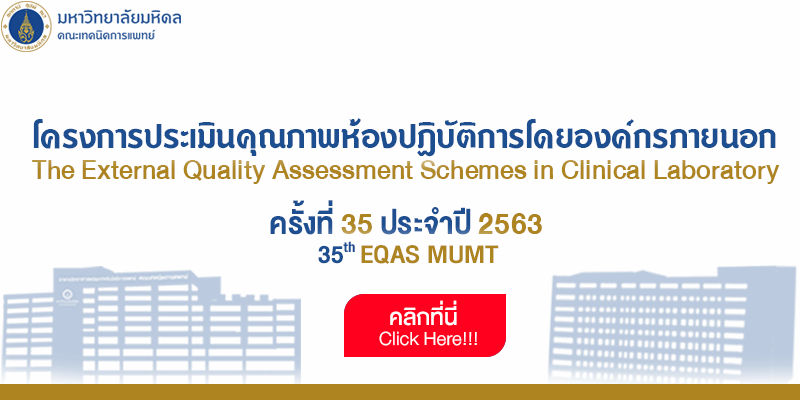 มหาวิทยาลัยมหิดล
คณะเทคนิคการแพทย์
โครงการประเมินคุณภาพห้องปฏิบัติการโดยองค์กรภายนอก
The External Quality Assessment Schemes in Clinical Laboratory
ครั้งที่ 35 ประจำปี 2563
35th EQAS MUMT
คลิกที่นี่
Click Here!!!